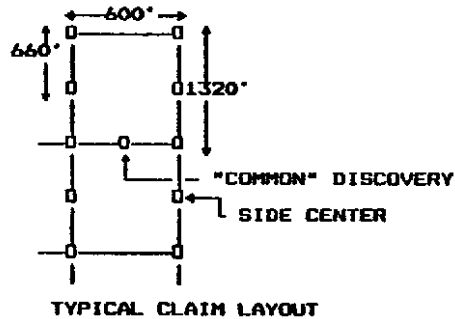 600'
660'
1320'
"COMMON" DISCOVERY
SIDE CENTER
TYPICAL CLAIM LAYOUT